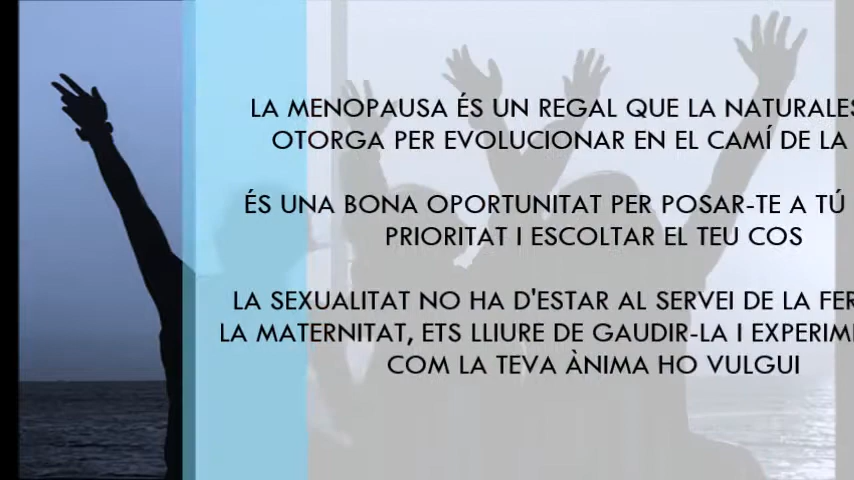 LA MENOPAUSA ÉS UN REGAL QUE LA
OTORGA PER EVOLUCIONAR EN EL CAMÍ DE LA
ÉS UNA BONA OPORTUNITAT PER POSAR-TE A TÚ
PRIORITAT I ESCOLTAR EL TEU COS
LA SEXUALITAT NO HA D'ESTAR AL SERVEI DE LA
LA MATERNITAT, ETS LLIURE DE GAUDIR-LA I
COM LA TEVA ÀNIMA HO VULGUI